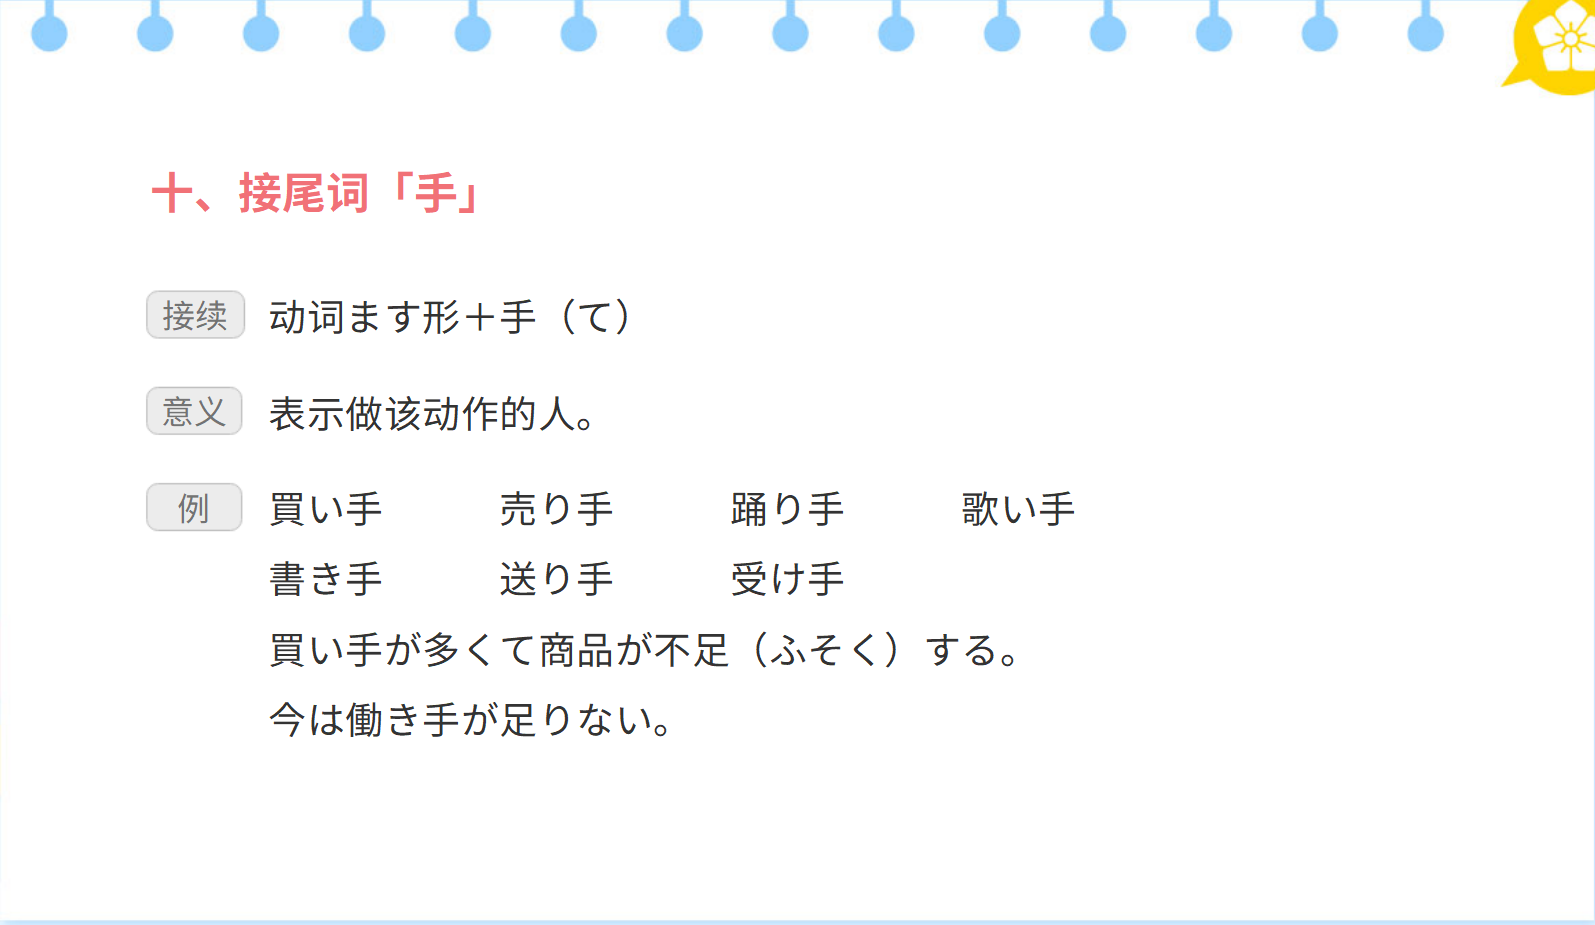 十、接尾词「手」
接续 动词ます形＋手（て）
意义 表示做该动作的人。
例 買い手 売り手 踊り手 歌い手
書き手 送り手 受け手
買い手が多くて商品が不足（ふそく）する。
今は働き手が足りない。